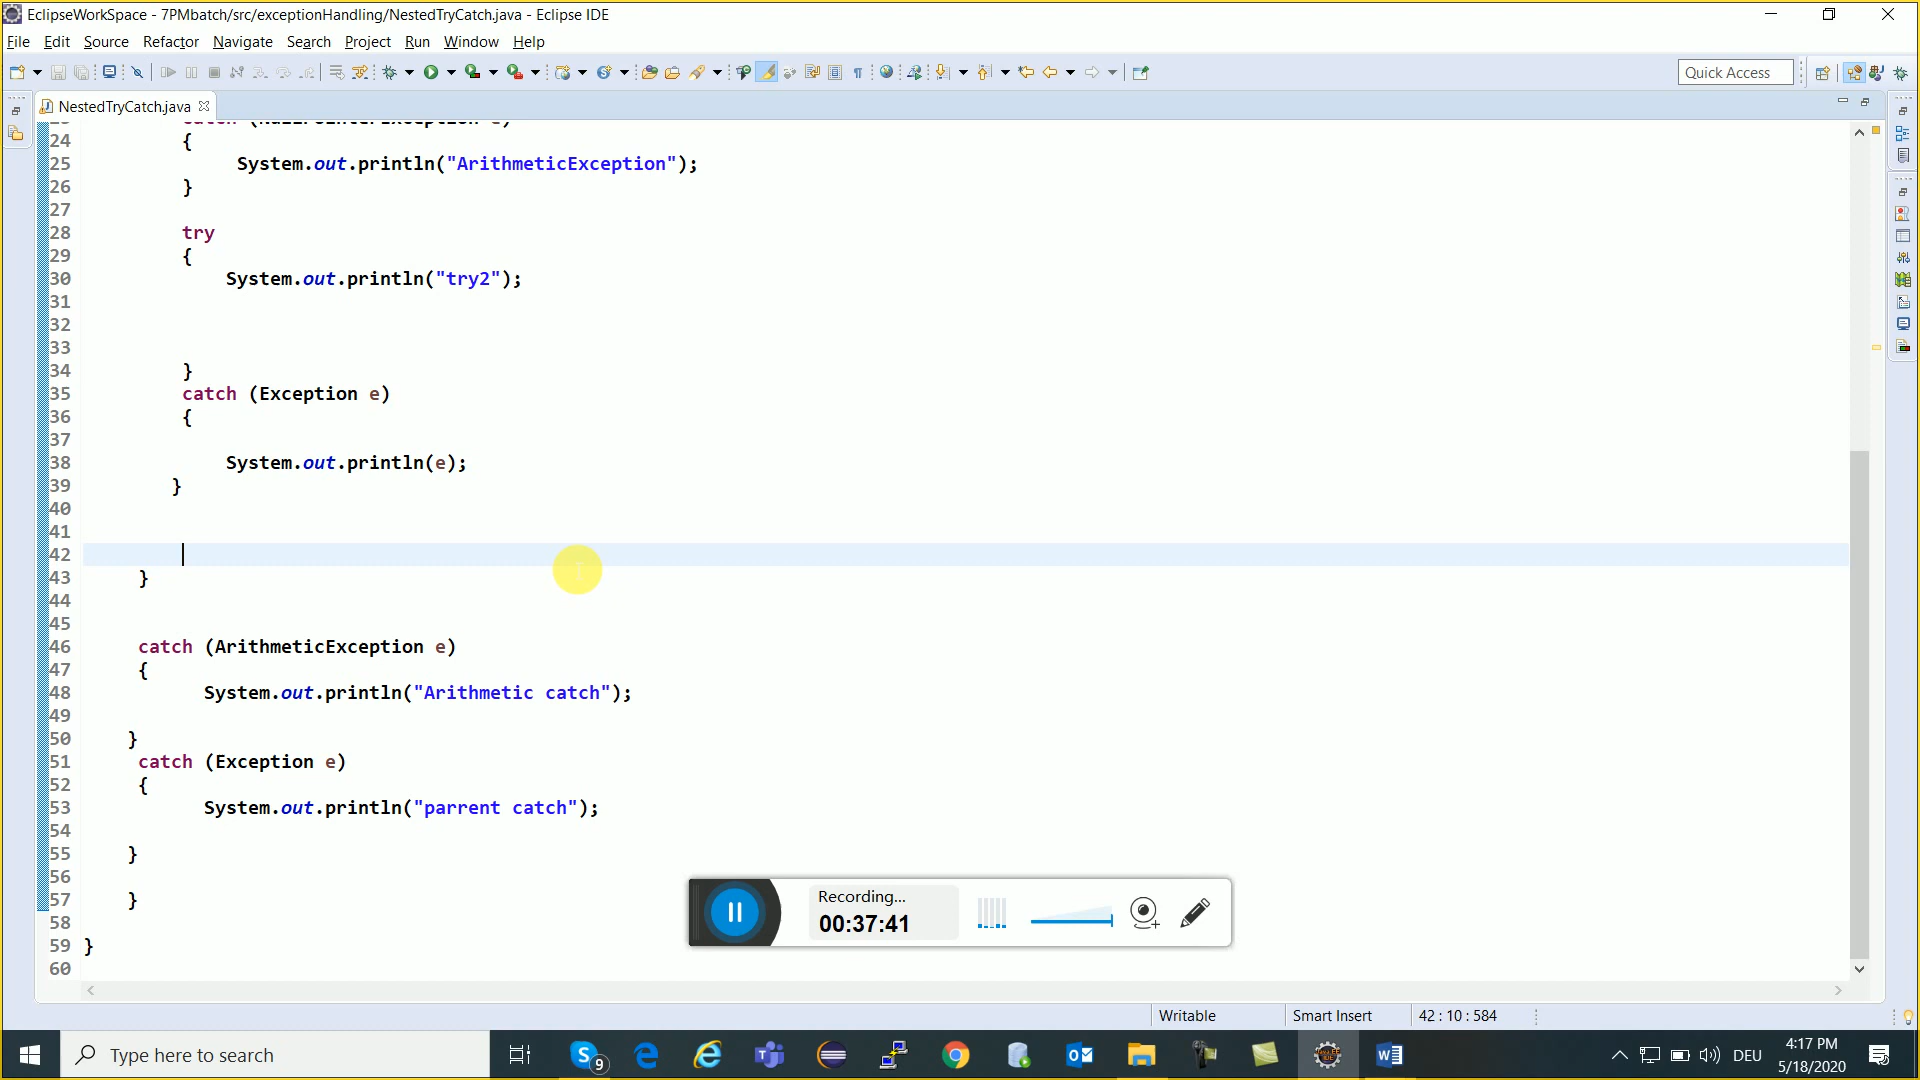 EclipseWorkSpace - 7PMbatch/src/exceptionHandling/NestedTryCatch.java - Eclipse IDE
File Edit Source Refactor Navigate Search Project Run Window Help
Quick Access
NestedTryCatch.java
23 catch (NullPointerException e)
24 {
25 System.out.println("ArithmeticException");
26 }
27
28 try
29 {
30 System.out.println("try2");
31
32
33
34 }
35 catch (Exception e)
36 {
37
38 System.out.println(e);
39 }
40
41
42
43 }
44
45
46 catch (ArithmeticException e)
47 {
48 System.out.println("Arithmetic catch");
49
50 }
51 catch (Exception e)
52 {
53 System.out.println("parrent catch");
54
55 }
56
57 }
58
59 }
60
Recording...
00:37:41
Writable Smart Insert 42 : 10 : 584
Type here to search
9
DEU
4:17 PM
5/18/2020